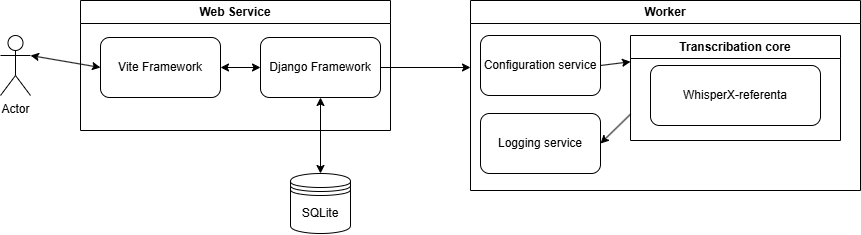 Web Service
Worker
Vite Framework
Django Framework
Configuration service
Transcribation core
WhisperX-referenta
Actor
Logging service
SQLite